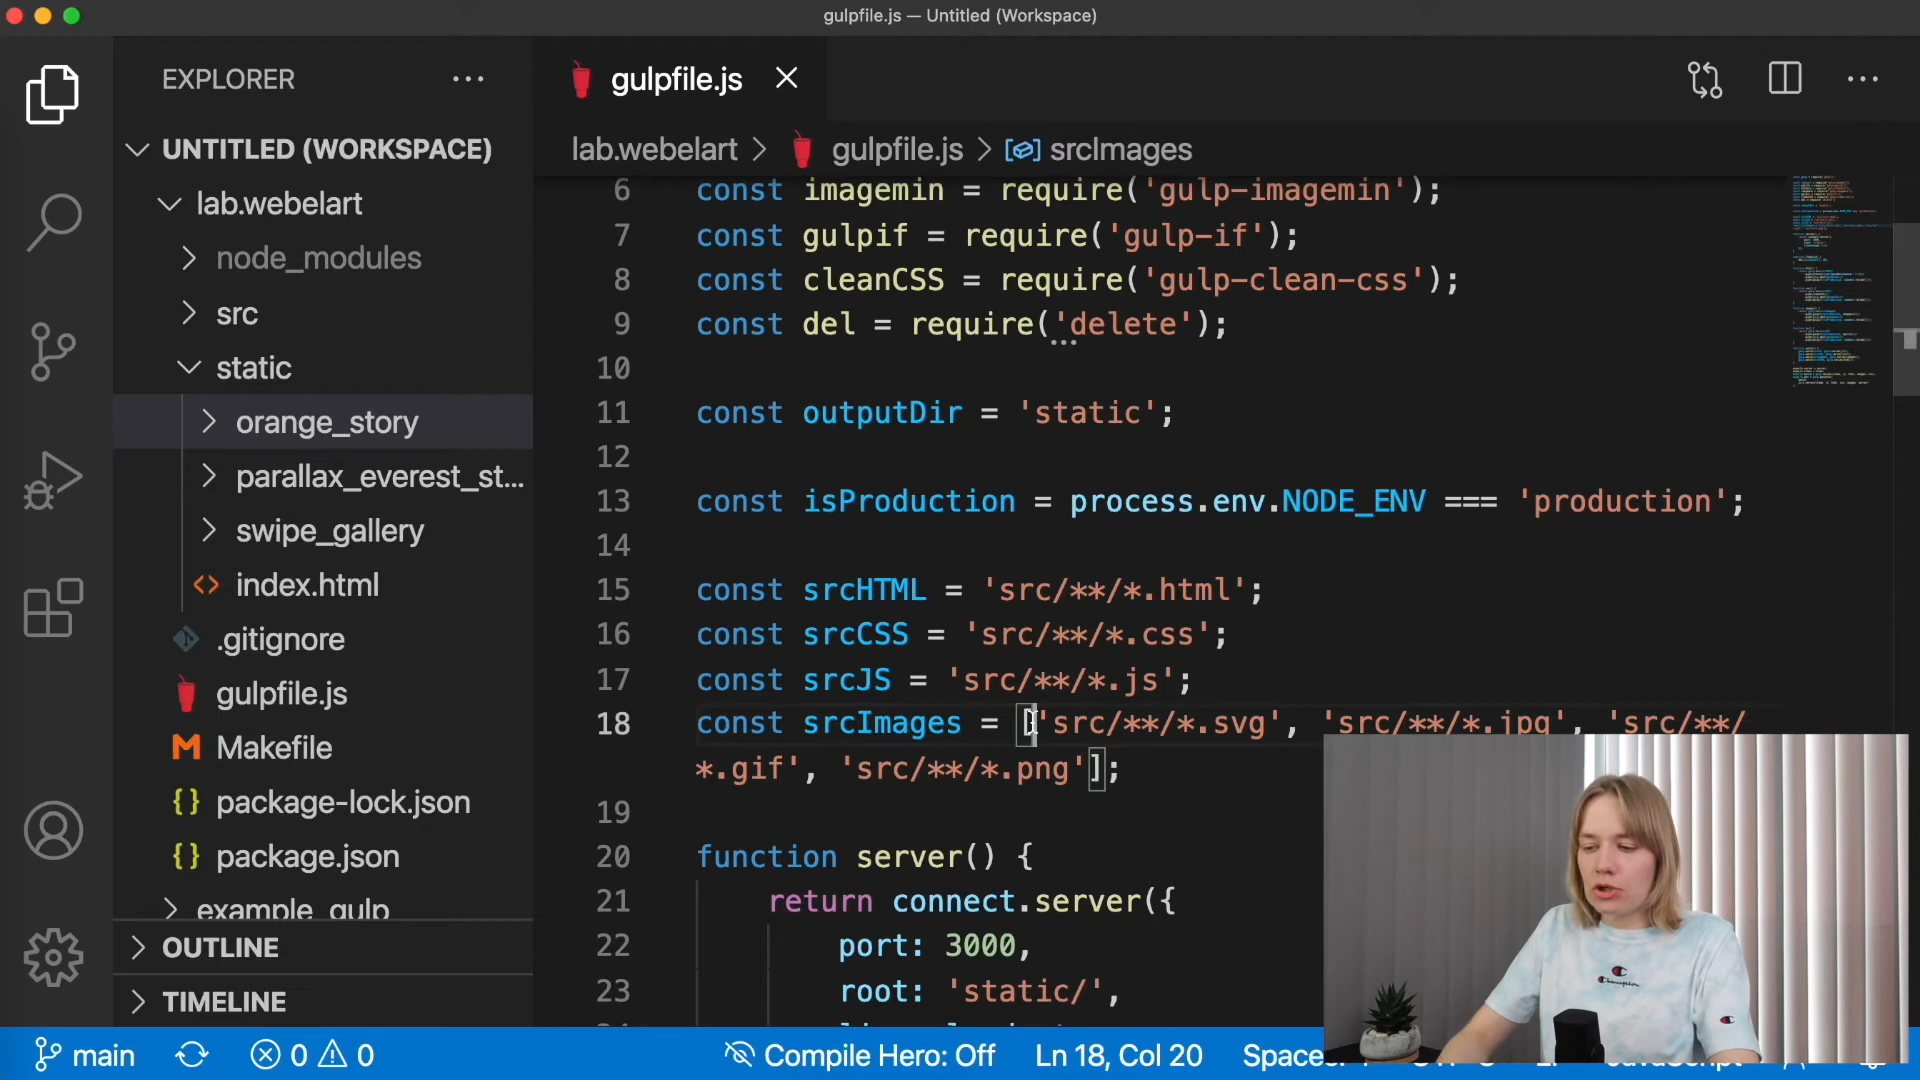 gulpfile.js — Untitled (Workspace)
EXPLORER
gulpfile.js
UNTITLED (WORKSPACE)
lab.webelart
node_modules
src
static
orange_story
parallax_everest_st...
swipe_gallery
index.html
.gitignore
gulpfile.js
Makefile
package-lock.json
package.json
example_gulp
OUTLINE
TIMELINE
lab.webelart > gulpfile.js > srcImages
6 const imagemin = require('gulp-imagemin');
7 const gulpif = require('gulp-if');
8 const cleanCSS = require('gulp-clean-css');
9 const del = require('delete');
10
11 const outputDir = 'static';
12
13 const isProduction = process.env.NODE_ENV === 'production';
14
15 const srcHTML = 'src/**/*.html';
16 const srcCSS = 'src/**/*.css';
17 const srcJS = 'src/**/*.js';
18 const srcImages = ['src/**/*.svg', 'src/**/*.jpg', 'src/**/
*.gif', 'src/**/*.png'];
19
20 function server() {
21 return connect.server({
22 port: 3000,
23 root: 'static/',
Champion
main 0 0 Compile Hero: Off Ln 18, Col 20